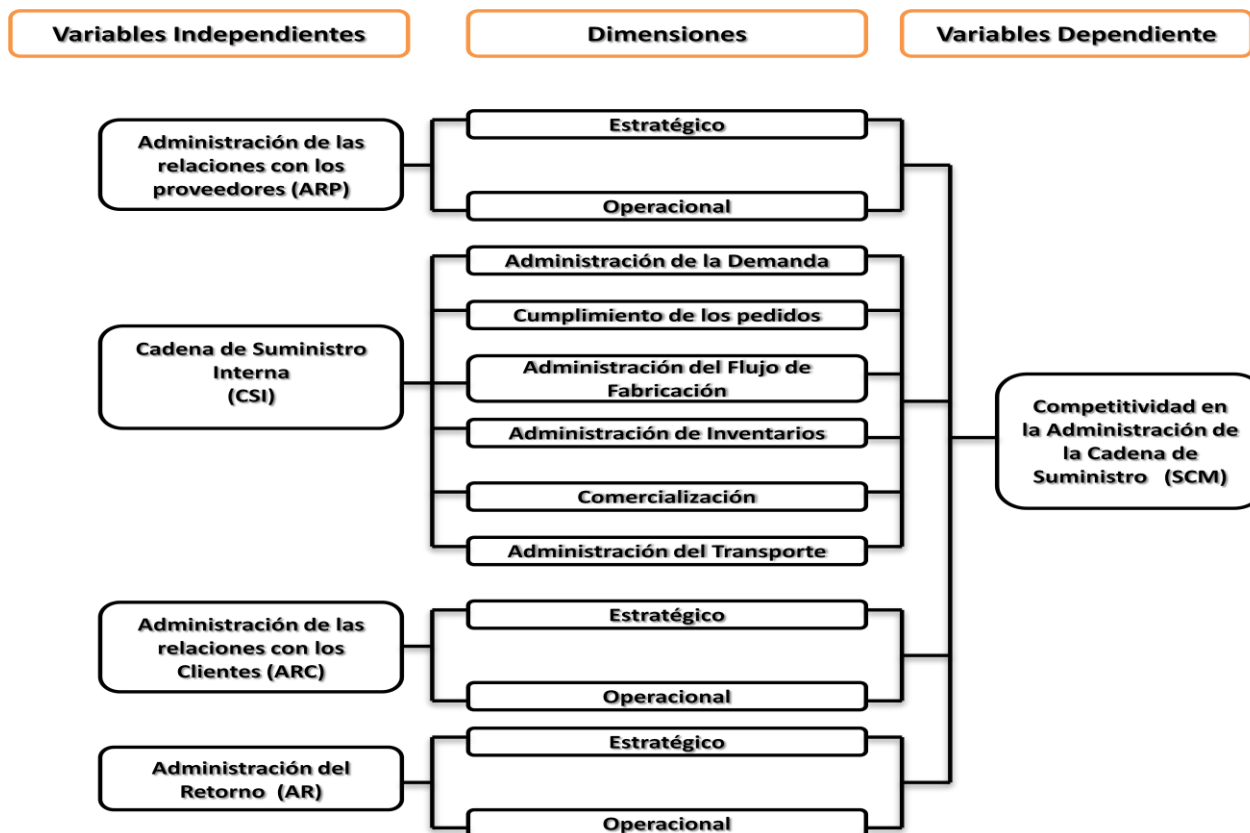 Variables Independientes
Dimensiones
Variables Dependiente
Administración de las
relaciones con los
proveedores (ARP)
Estratégico
Operacional
Cadena de Suministro
Interna
(CSI)
Administración de la Demanda
Cumplimiento de los pedidos
Administración del Flujo de
Fabricación
Administración de Inventarios
Comercialización
Administración del Transporte
Administración de las
relaciones con los
Clientes (ARC)
Estratégico
Operacional
Administración del
Retorno (AR)
Estratégico
Operacional
Competitividad en
la Administración de
la Cadena de
Suministro (SCM)